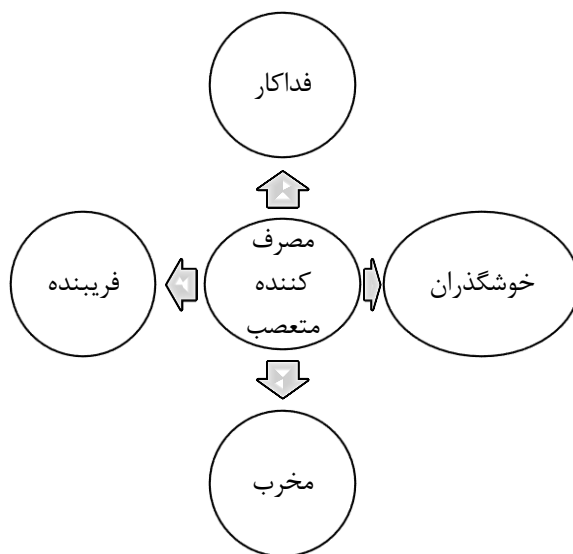 فداکار
خوشگذران
مصرف
کننده
متعصب
فریبنده
مخرب